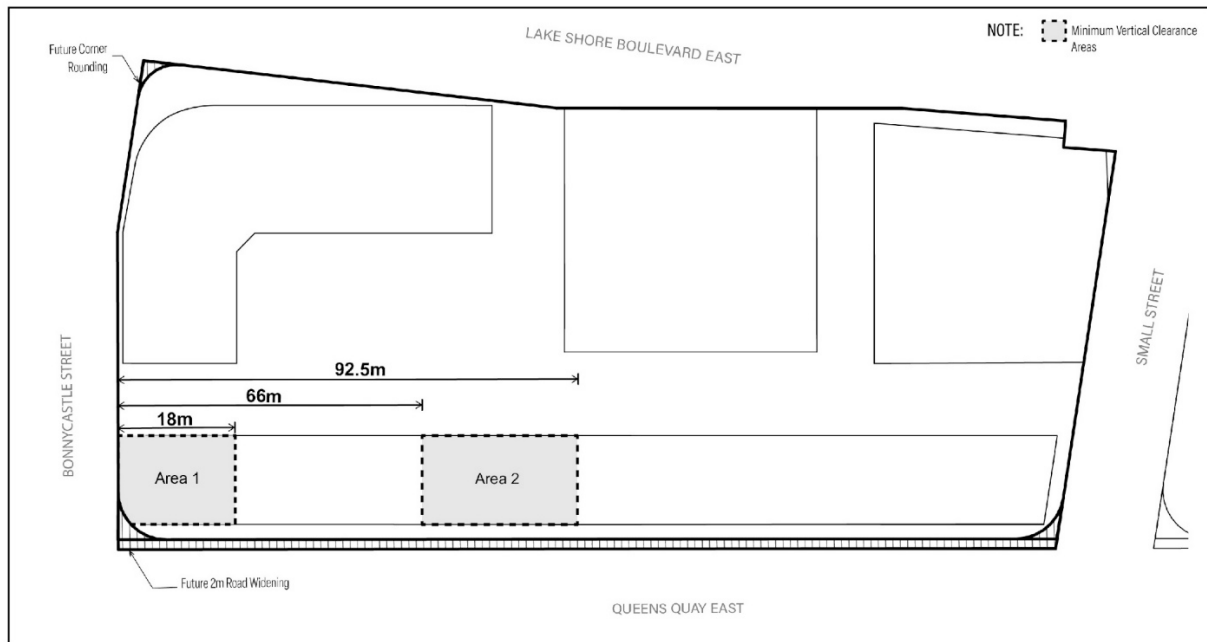 LAKE SHORE BOULEVARD EAST
NOTE:
Minimum Vertical Clearance
Areas
Future Corner
Rounding
BONNYCASTLE STREET
SMALL STREET
92.5m
66m
18m
Area 1
Area 2
Future 2m Road Widening
QUEENS QUAY EAST